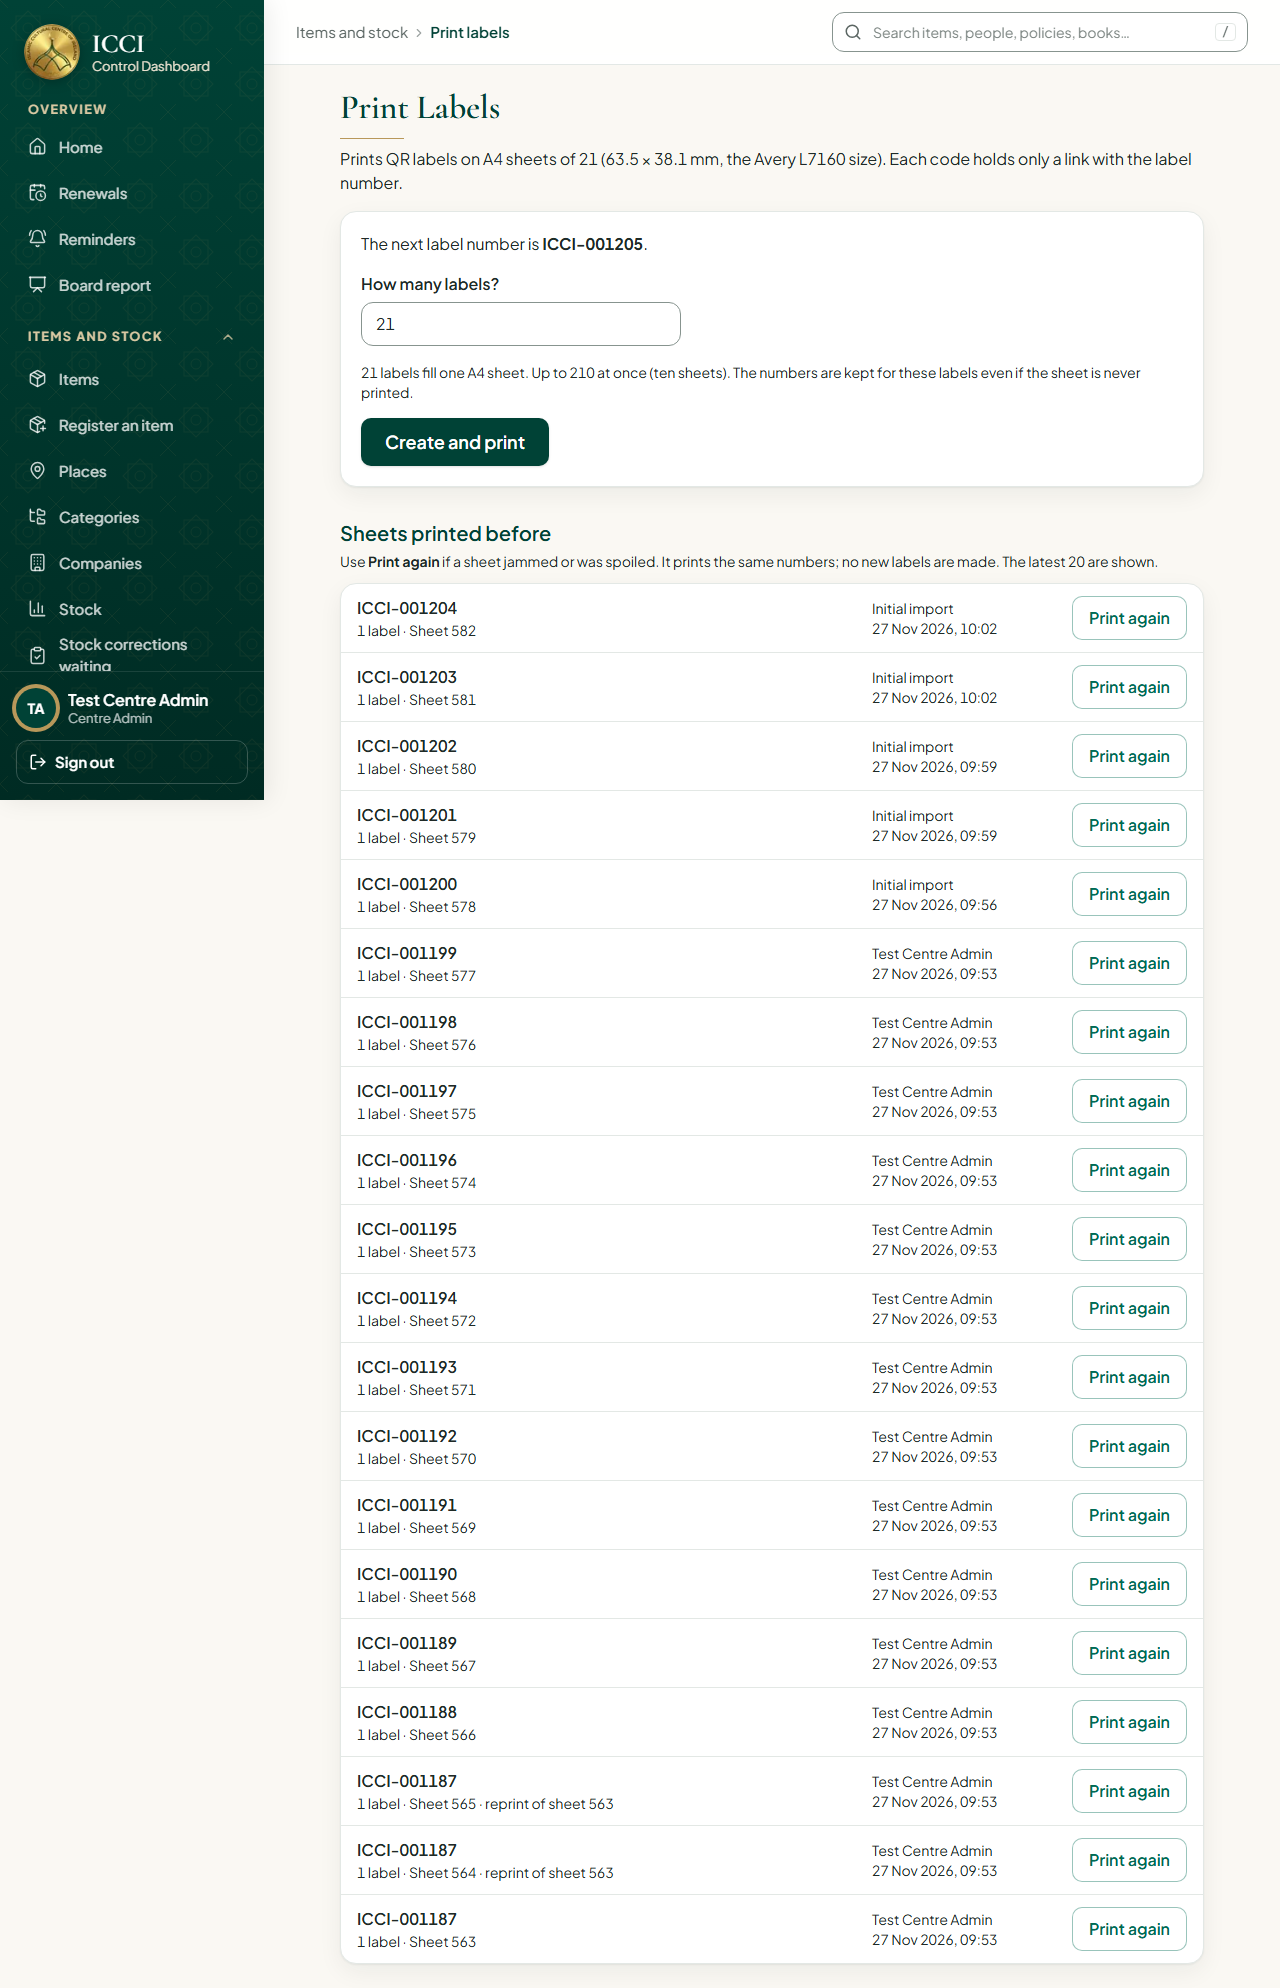 ICCI
Control Dashboard
OVERVIEW
Home
Renewals
Reminders
Board report
ITEMS AND STOCK
Items
Register an item
Places
Categories
Companies
Stock
Stock corrections
waiting
TA
Test Centre Admin
Centre Admin
Sign out
Items and stock › Print labels
Search items, people, policies, books…
/
Print Labels
Prints QR labels on A4 sheets of 21 (63.5 × 38.1 mm, the Avery L7160 size). Each code holds only a link with the label
number.
The next label number is ICCI-001205.
How many labels?
21
21 labels fill one A4 sheet. Up to 210 at once (ten sheets). The numbers are kept for these labels even if the sheet is never
printed.
Create and print
Sheets printed before
Use Print again if a sheet jammed or was spoiled. It prints the same numbers; no new labels are made. The latest 20 are shown.
ICCI-001204
1 label · Sheet 582
Initial import
27 Nov 2026, 10:02
Print again
ICCI-001203
1 label · Sheet 581
Initial import
27 Nov 2026, 10:02
Print again
ICCI-001202
1 label · Sheet 580
Initial import
27 Nov 2026, 09:59
Print again
ICCI-001201
1 label · Sheet 579
Initial import
27 Nov 2026, 09:59
Print again
ICCI-001200
1 label · Sheet 578
Initial import
27 Nov 2026, 09:56
Print again
ICCI-001199
1 label · Sheet 577
Test Centre Admin
27 Nov 2026, 09:53
Print again
ICCI-001198
1 label · Sheet 576
Test Centre Admin
27 Nov 2026, 09:53
Print again
ICCI-001197
1 label · Sheet 575
Test Centre Admin
27 Nov 2026, 09:53
Print again
ICCI-001196
1 label · Sheet 574
Test Centre Admin
27 Nov 2026, 09:53
Print again
ICCI-001195
1 label · Sheet 573
Test Centre Admin
27 Nov 2026, 09:53
Print again
ICCI-001194
1 label · Sheet 572
Test Centre Admin
27 Nov 2026, 09:53
Print again
ICCI-001193
1 label · Sheet 571
Test Centre Admin
27 Nov 2026, 09:53
Print again
ICCI-001192
1 label · Sheet 570
Test Centre Admin
27 Nov 2026, 09:53
Print again
ICCI-001191
1 label · Sheet 569
Test Centre Admin
27 Nov 2026, 09:53
Print again
ICCI-001190
1 label · Sheet 568
Test Centre Admin
27 Nov 2026, 09:53
Print again
ICCI-001189
1 label · Sheet 567
Test Centre Admin
27 Nov 2026, 09:53
Print again
ICCI-001188
1 label · Sheet 566
Test Centre Admin
27 Nov 2026, 09:53
Print again
ICCI-001187
1 label · Sheet 565 · reprint of sheet 563
Test Centre Admin
27 Nov 2026, 09:53
Print again
ICCI-001187
1 label · Sheet 564 · reprint of sheet 563
Test Centre Admin
27 Nov 2026, 09:53
Print again
ICCI-001187
1 label · Sheet 563
Test Centre Admin
27 Nov 2026, 09:53
Print again